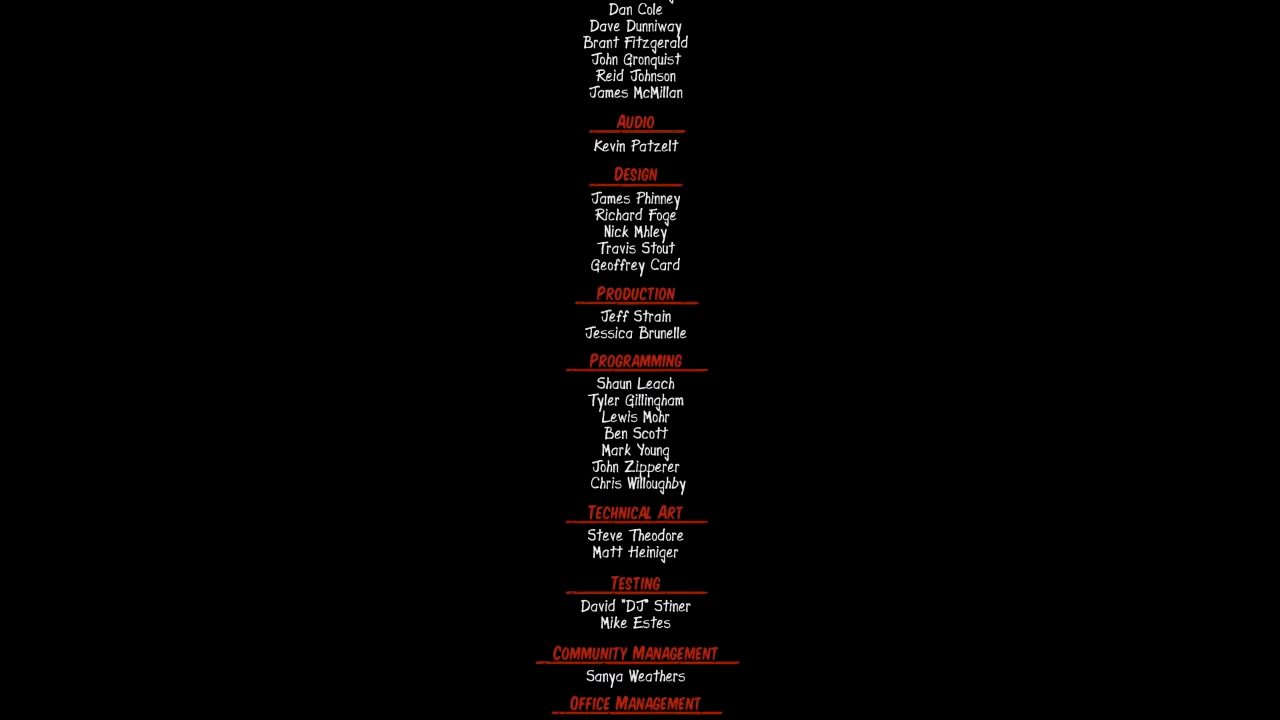 Dan Cole
Dave Dunniway
Brant Fitzgerald
John Gronquist
Reid Johnson
James McMillan
AUDIO
Kevin Patzelt
DESIGN
James Phinney
Richard Foge
Nick Mhley
Travis Stout
Geoffrey Card
PRODUCTION
Jeff Strain
Jessica Brunelle
PROGRAMMING
Shaun Leach
Tyler Gillingham
Lewis Mohr
Ben Scott
Mark Young
John Zipperer
Chris Willoughby
TECHNICAL ART
Steve Theodore
Matt Heiniger
TESTING
David "DJ" Stiner
Mike Estes
COMMUNITY MANAGEMENT
Sanya Weathers
OFFICE MANAGEMENT